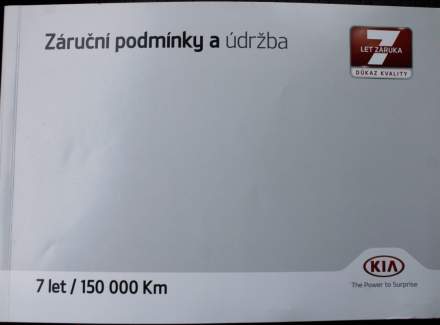 Záruční podmínky a údržba
7
LET ZÁRUKA
DŮKAZ KVALITY
7 let / 150 000 Km
KIA
The Power to Surprise